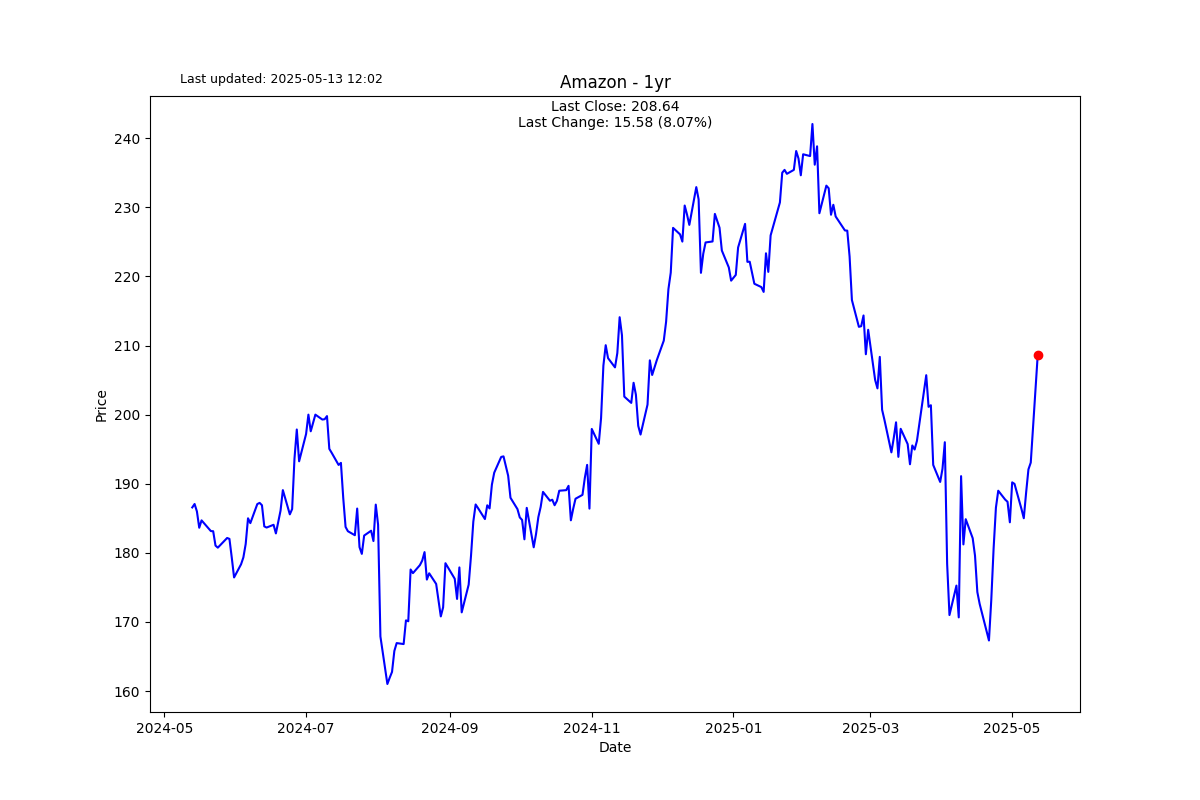 Last updated: 2025-05-13 12:02
Amazon - 1yr
Last Close: 208.64
Last Change: 15.58 (8.07%)
240
230
220
210
200
190
180
170
160
Price
2024-05
2024-07
2024-09
2024-11
2025-01
2025-03
2025-05
Date